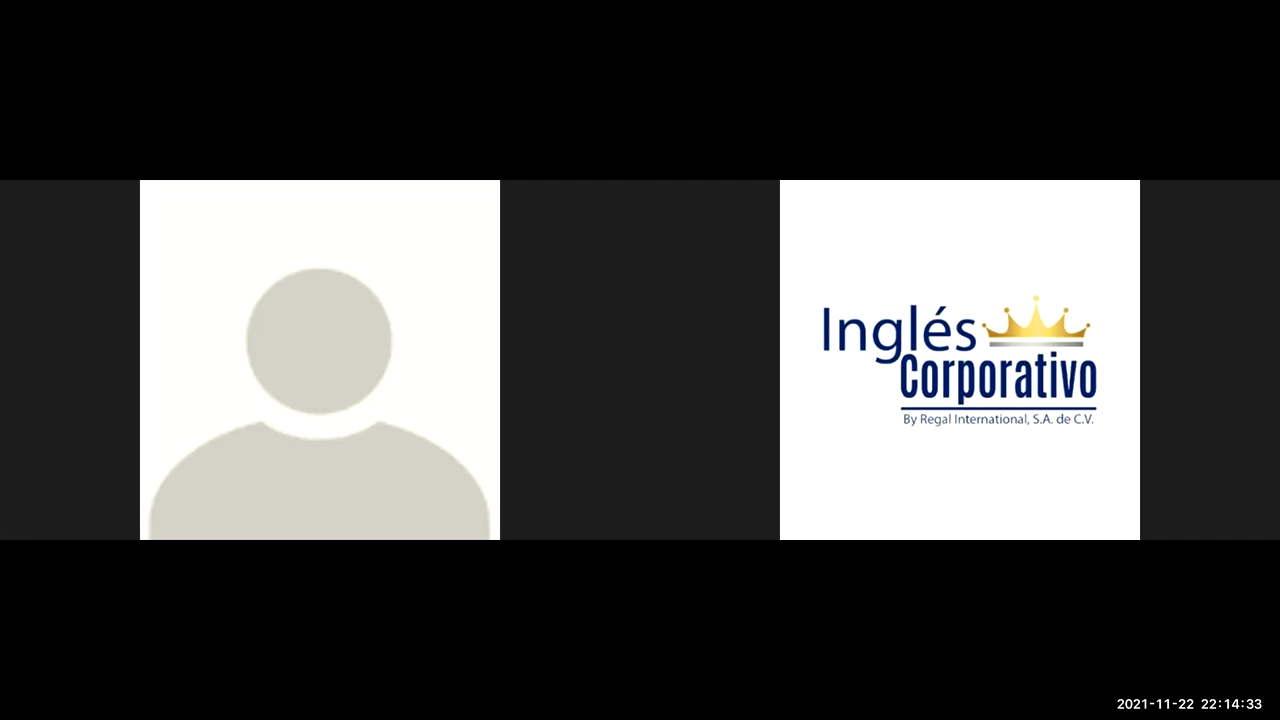 Inglés
Corporativo
By Regal International, S.A. de C.V.
2021-11-22 22:14:33